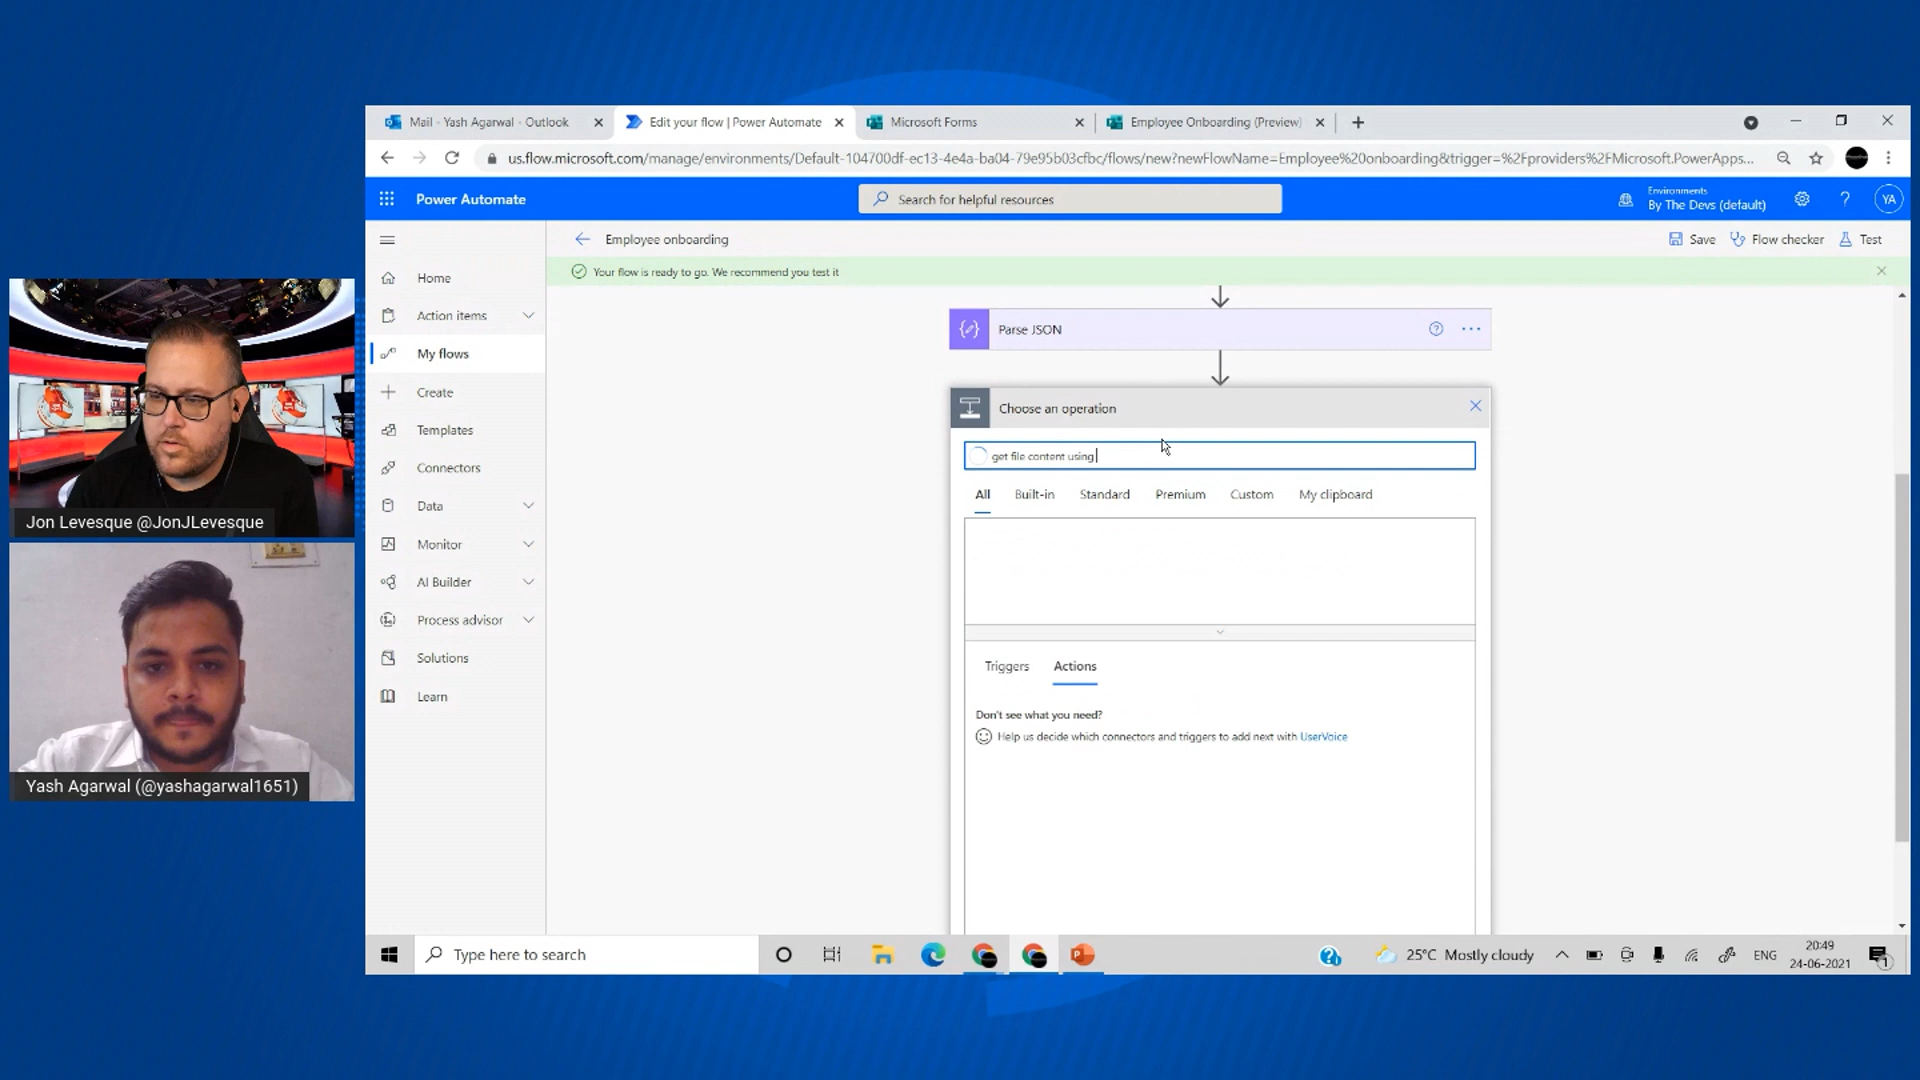 Mail - Yash Agarwal - Outlook
Edit your flow | Power Automate
Microsoft Forms
Employee Onboarding (Preview)
us.flow.microsoft.com/manage/environments/Default-104700df-ec13-4e4a-ba04-79e95b03cfbc/flows/new?newFlowName=Employee%20onboarding&trigger=%2Fproviders%2FMicrosoft.PowerApps...
Power Automate
Search for helpful resources
Environments
By The Devs (default)
YA
Employee onboarding
Save
Flow checker
Test
Your flow is ready to go. We recommend you test it
Home
Action items
My flows
Create
Templates
Connectors
Data
Monitor
AI Builder
Process advisor
Solutions
Learn
Parse JSON
Choose an operation
get file content using
All
Built-in
Standard
Premium
Custom
My clipboard
Triggers
Actions
Don't see what you need?
Help us decide which connectors and triggers to add next with UserVoice
Jon Levesque @JonJLevesque
Yash Agarwal (@yashagarwal1651)
Type here to search
25°C Mostly cloudy
ENG
20:49
24-06-2021
1